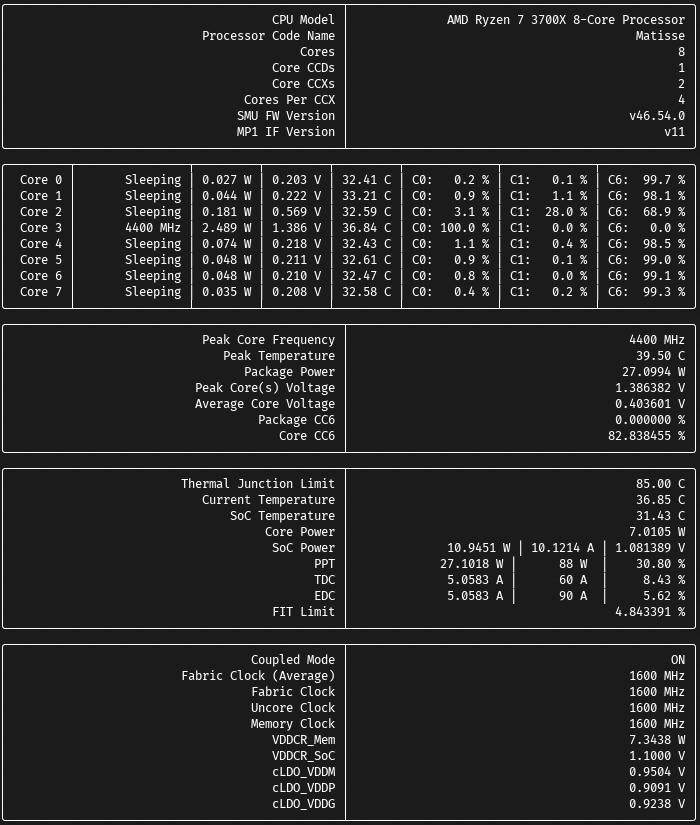 CPU Model | AMD Ryzen 7 3700X 8-Core Processor
Processor Code Name | Matisse
Cores | 8
Core CCDs | 1
Core CCXs | 2
Cores Per CCX | 4
SMU FW Version | v46.54.0
MP1 IF Version | v11
Core 0 | Sleeping | 0.027 W | 0.203 V | 32.41 C | C0: 0.2 % | C1: 0.1 % | C6: 99.7 %
Core 1 | Sleeping | 0.044 W | 0.222 V | 33.21 C | C0: 0.9 % | C1: 1.1 % | C6: 98.1 %
Core 2 | Sleeping | 0.181 W | 0.569 V | 32.59 C | C0: 3.1 % | C1: 28.0 % | C6: 68.9 %
Core 3 | 4400 MHz | 2.489 W | 1.386 V | 36.84 C | C0: 100.0 % | C1: 0.0 % | C6: 0.0 %
Core 4 | Sleeping | 0.074 W | 0.218 V | 32.43 C | C0: 1.1 % | C1: 0.4 % | C6: 98.5 %
Core 5 | Sleeping | 0.048 W | 0.211 V | 32.61 C | C0: 0.9 % | C1: 0.1 % | C6: 99.0 %
Core 6 | Sleeping | 0.048 W | 0.210 V | 32.47 C | C0: 0.8 % | C1: 0.0 % | C6: 99.1 %
Core 7 | Sleeping | 0.035 W | 0.208 V | 32.58 C | C0: 0.4 % | C1: 0.2 % | C6: 99.3 %
Peak Core Frequency | 4400 MHz
Peak Temperature | 39.50 C
Package Power | 27.0994 W
Peak Core(s) Voltage | 1.386382 V
Average Core Voltage | 0.403601 V
Package CC6 | 0.000000 %
Core CC6 | 82.838455 %
Thermal Junction Limit | 85.00 C
Current Temperature | 36.85 C
SoC Temperature | 31.43 C
Core Power | 7.0105 W
SoC Power | 10.9451 W | 10.1214 A | 1.081389 V
PPT | 27.1018 W | 88 W | 30.80 %
TDC | 5.0583 A | 60 A | 8.43 %
EDC | 5.0583 A | 90 A | 5.62 %
FIT Limit | 4.843391 %
Coupled Mode | ON
Fabric Clock (Average) | 1600 MHz
Fabric Clock | 1600 MHz
Uncore Clock | 1600 MHz
Memory Clock | 1600 MHz
VDDCR_Mem | 7.3438 W
VDDCR_SoC | 1.1000 V
cLDO_VDDM | 0.9504 V
cLDO_VDDP | 0.9091 V
cLDO_VDDG | 0.9238 V